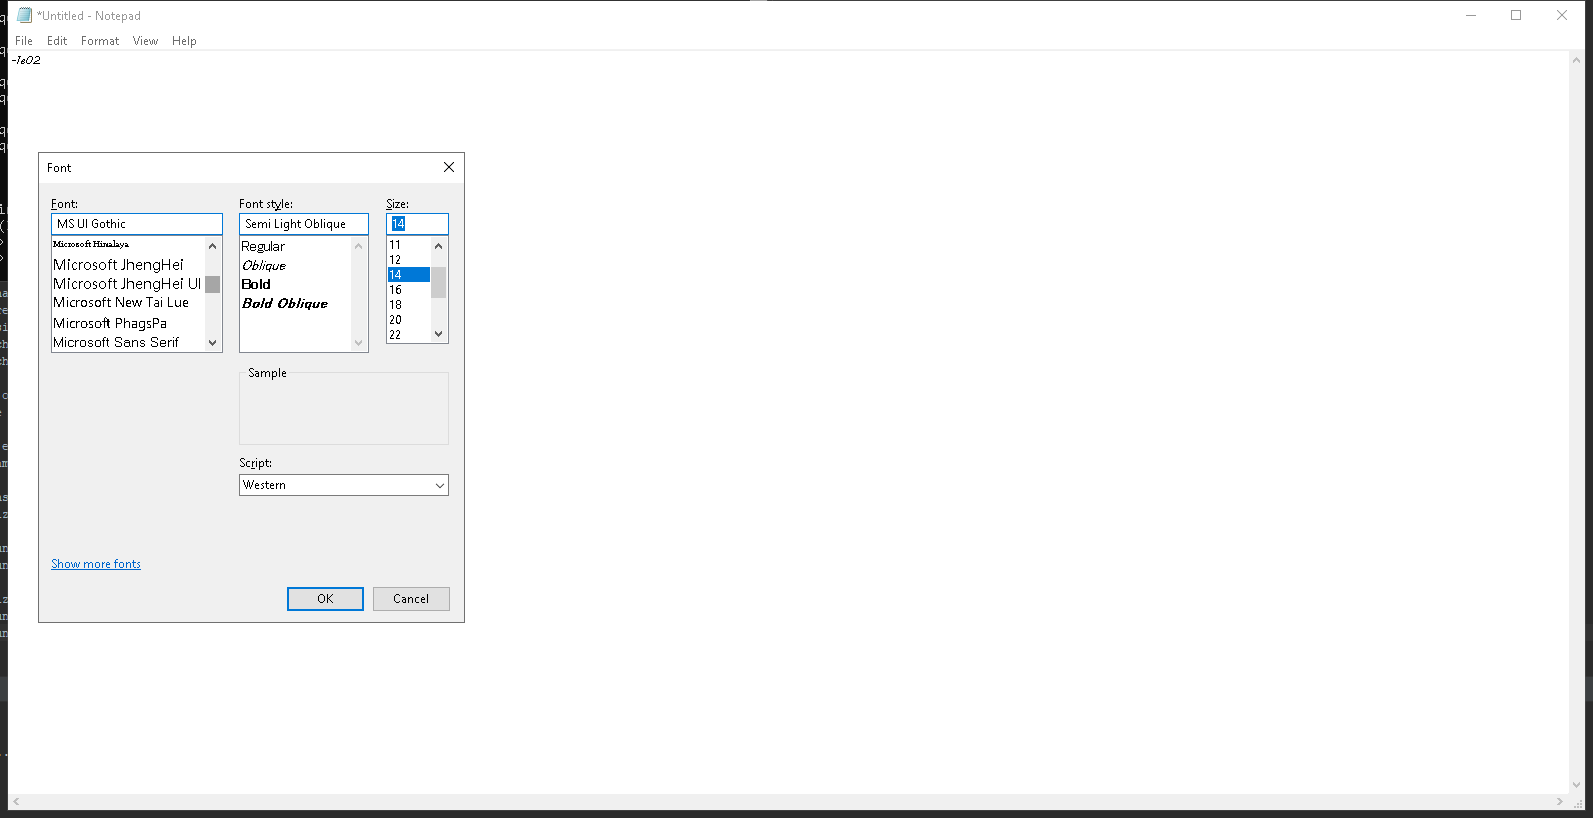 *Untitled - Notepad
File Edit Format View Help
-1e02
Font
Font:
MS UI Gothic
Microsoft Himalaya
Microsoft JhengHei
Microsoft JhengHei UI
Microsoft New Tai Lue
Microsoft PhagsPa
Microsoft Sans Serif
Font style:
Semi Light Oblique
Regular
Oblique
Bold
Bold Oblique
Size:
14
11
12
14
16
18
20
22
Sample
Script:
Western
Show more fonts
OK Cancel